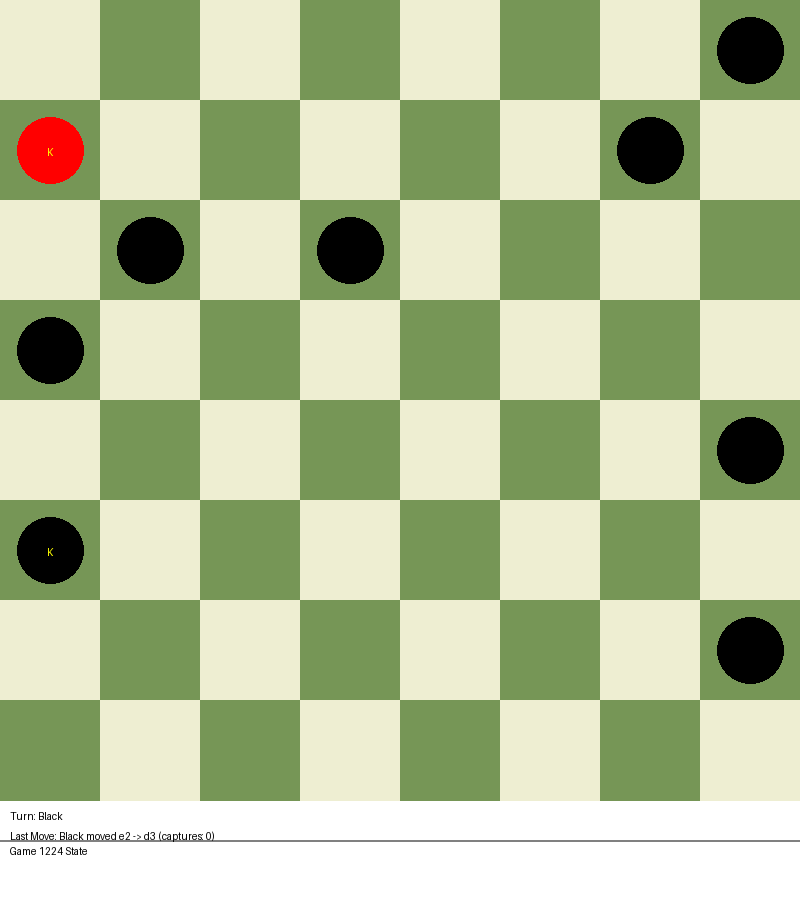 K
K
Turn: Black
Last Move: Black moved e2 -> d3 (captures: 0)
Game 1224 State